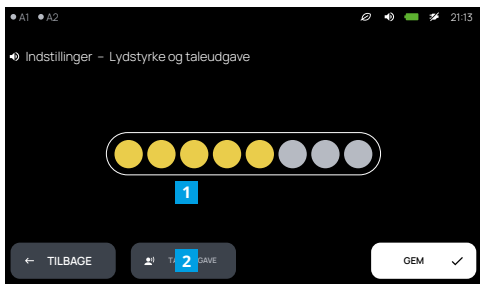 A1 A2 21:13
Indstillinger – Lydstyrke og taleudgave
1
← TILBAGE 2 GEM